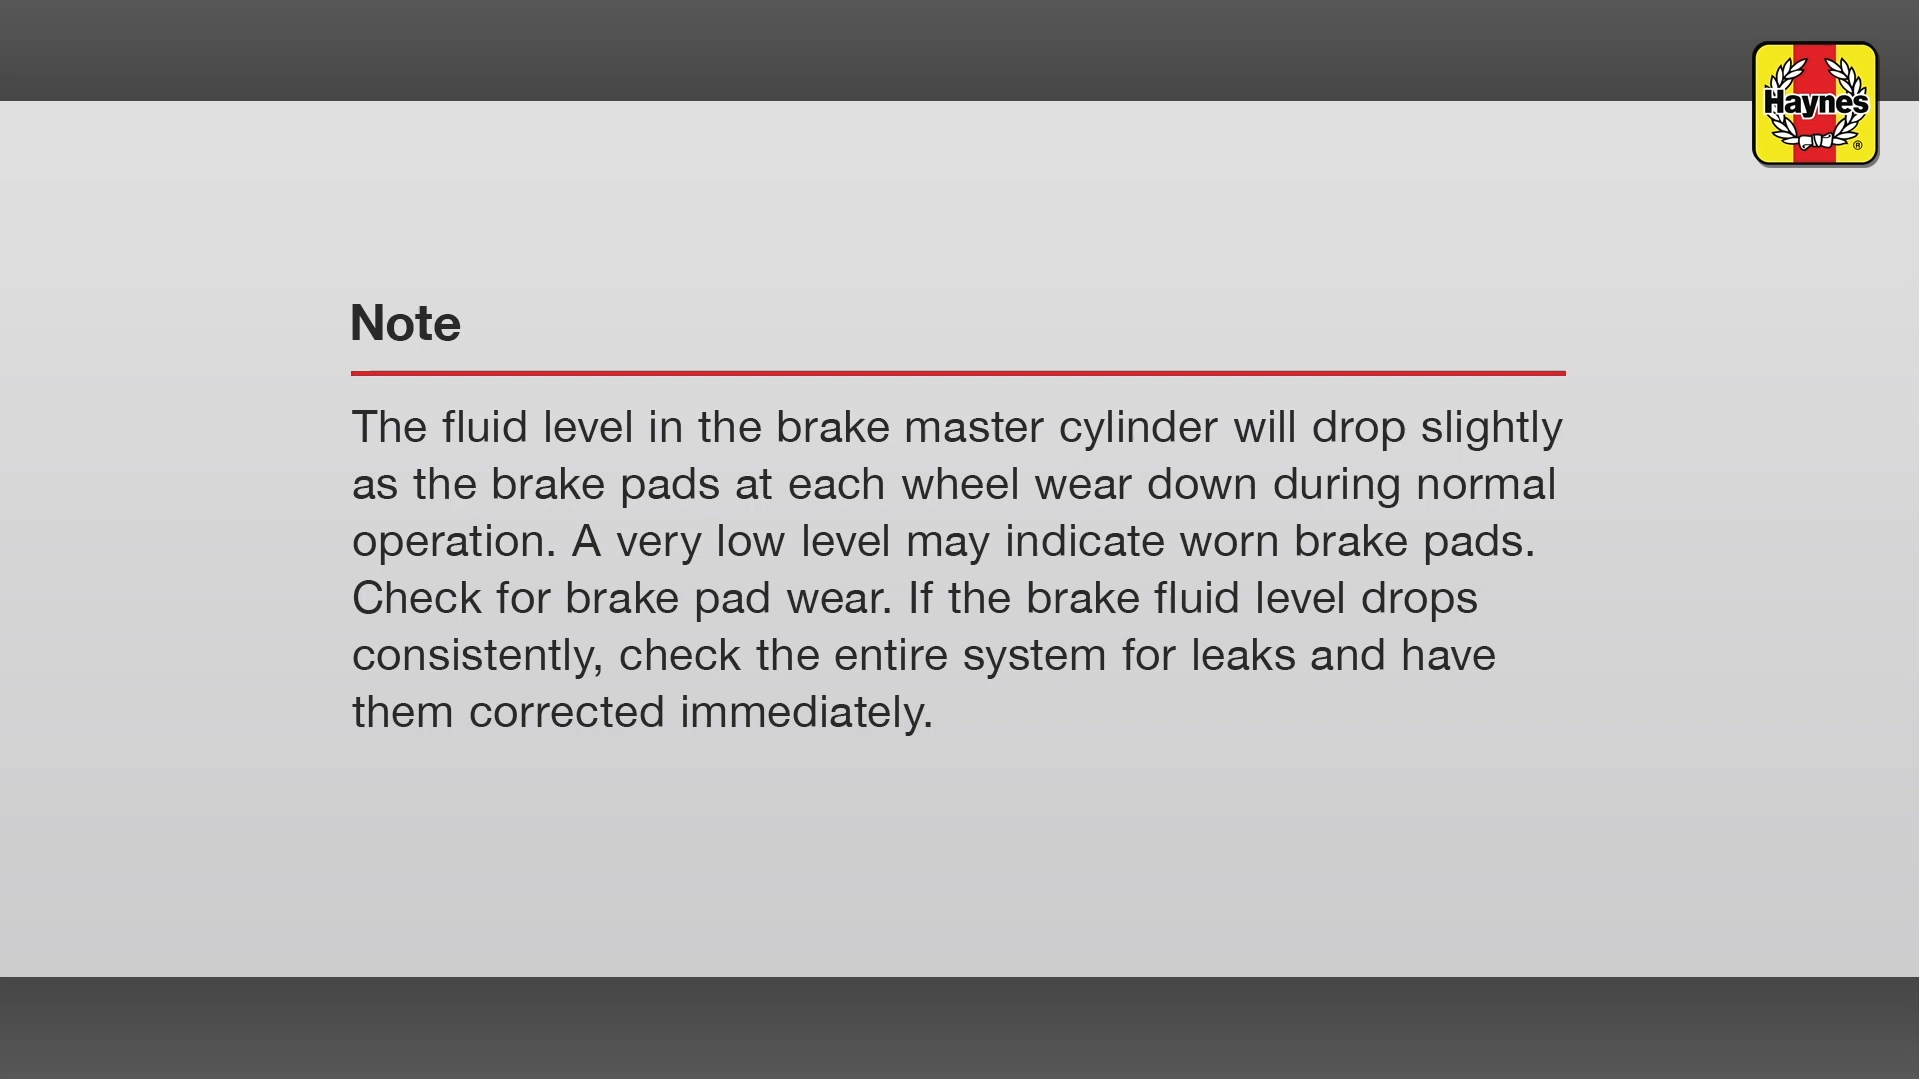 Haynes
®
Note
The fluid level in the brake master cylinder will drop slightly
as the brake pads at each wheel wear down during normal
operation. A very low level may indicate worn brake pads.
Check for brake pad wear. If the brake fluid level drops
consistently, check the entire system for leaks and have
them corrected immediately.